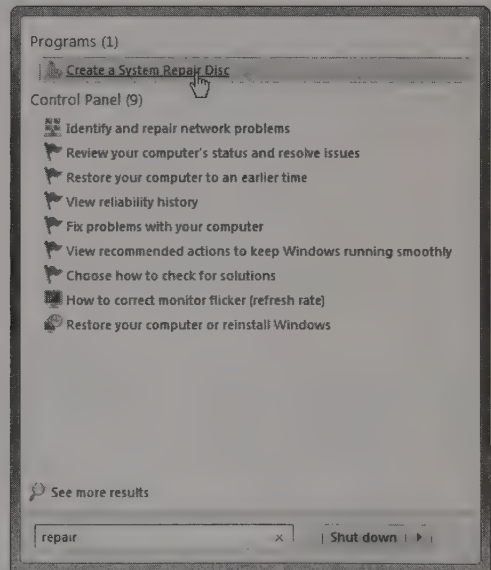 Programs (1)
Create a System Repair Disc
Control Panel (9)
Identify and repair network problems
Review your computer's status and resolve issues
Restore your computer to an earlier time
View reliability history
Fix problems with your computer
View recommended actions to keep Windows running smoothly
Choose how to check for solutions
How to correct monitor flicker (refresh rate)
Restore your computer or reinstall Windows
See more results
repair
Shut down